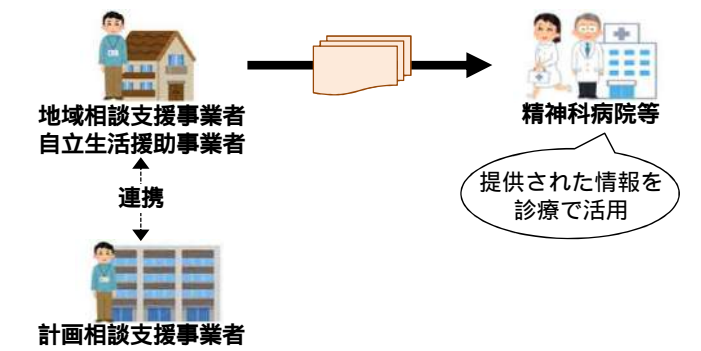 地域相談支援事業者
自立生活援助事業者
精神科病院等
提供された情報を
診療で活用
連携
計画相談支援事業者